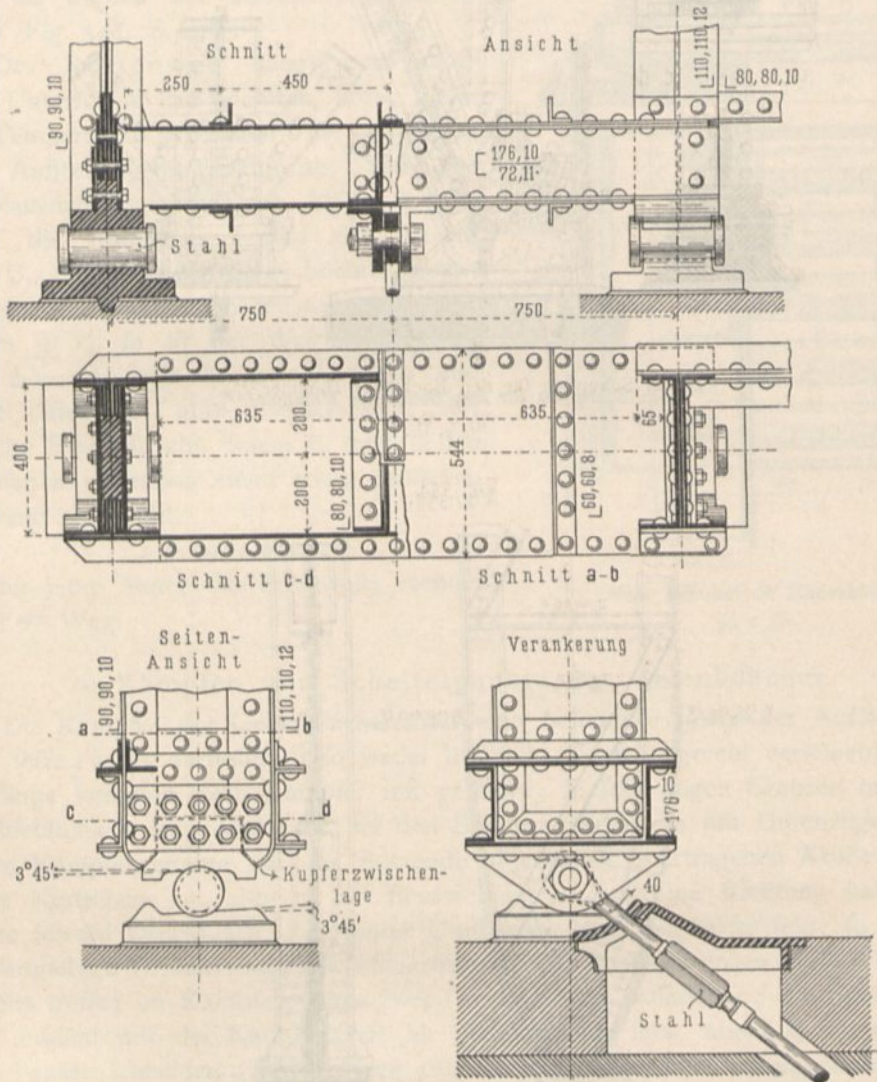 Schnitt
Ansicht
250
450
90,90,10
110,110,12
80,80,10
176,10
72,11
Stahl
750
750
400
635
200
200
80,80,10
544
635
65
60,60,8
Schnitt c-d
Schnitt a-b
Seiten-
Ansicht
Verankerung
90,90,10
110,110,12
a
b
c
d
3°45'
Kupferzwischen-
lage
3°45'
176
10
40
Stahl